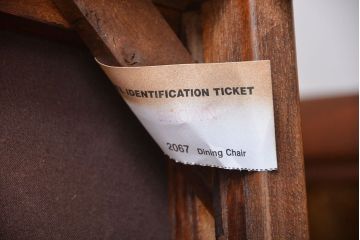 IDENTIFICATION TICKET
2067 Dining Chair